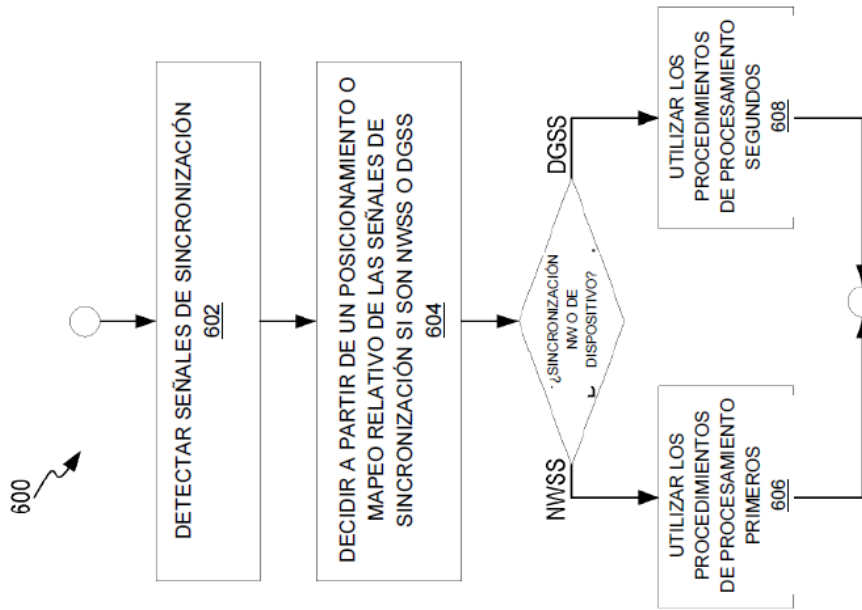 600
DETECTAR SEÑALES DE SINCRONIZACIÓN
602
DECIDIR A PARTIR DE UN POSICIONAMIENTO O
MAPEO RELATIVO DE LAS SEÑALES DE
SINCRONIZACIÓN SI SON NWSS O DGSS
604
¿SINCRONIZACIÓN
NW O DE
DISPOSITIVO?
NWSS
DGSS
UTILIZAR LOS
PROCEDIMIENTOS
DE PROCESAMIENTO
PRIMEROS
606
UTILIZAR LOS
PROCEDIMIENTOS
DE PROCESAMIENTO
SEGUNDOS
608